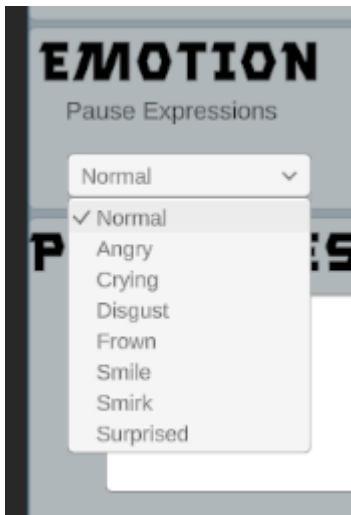 EMOTION
Pause Expressions
Normal
Normal
Angry
Crying
Disgust
Frown
Smile
Smirk
Surprised